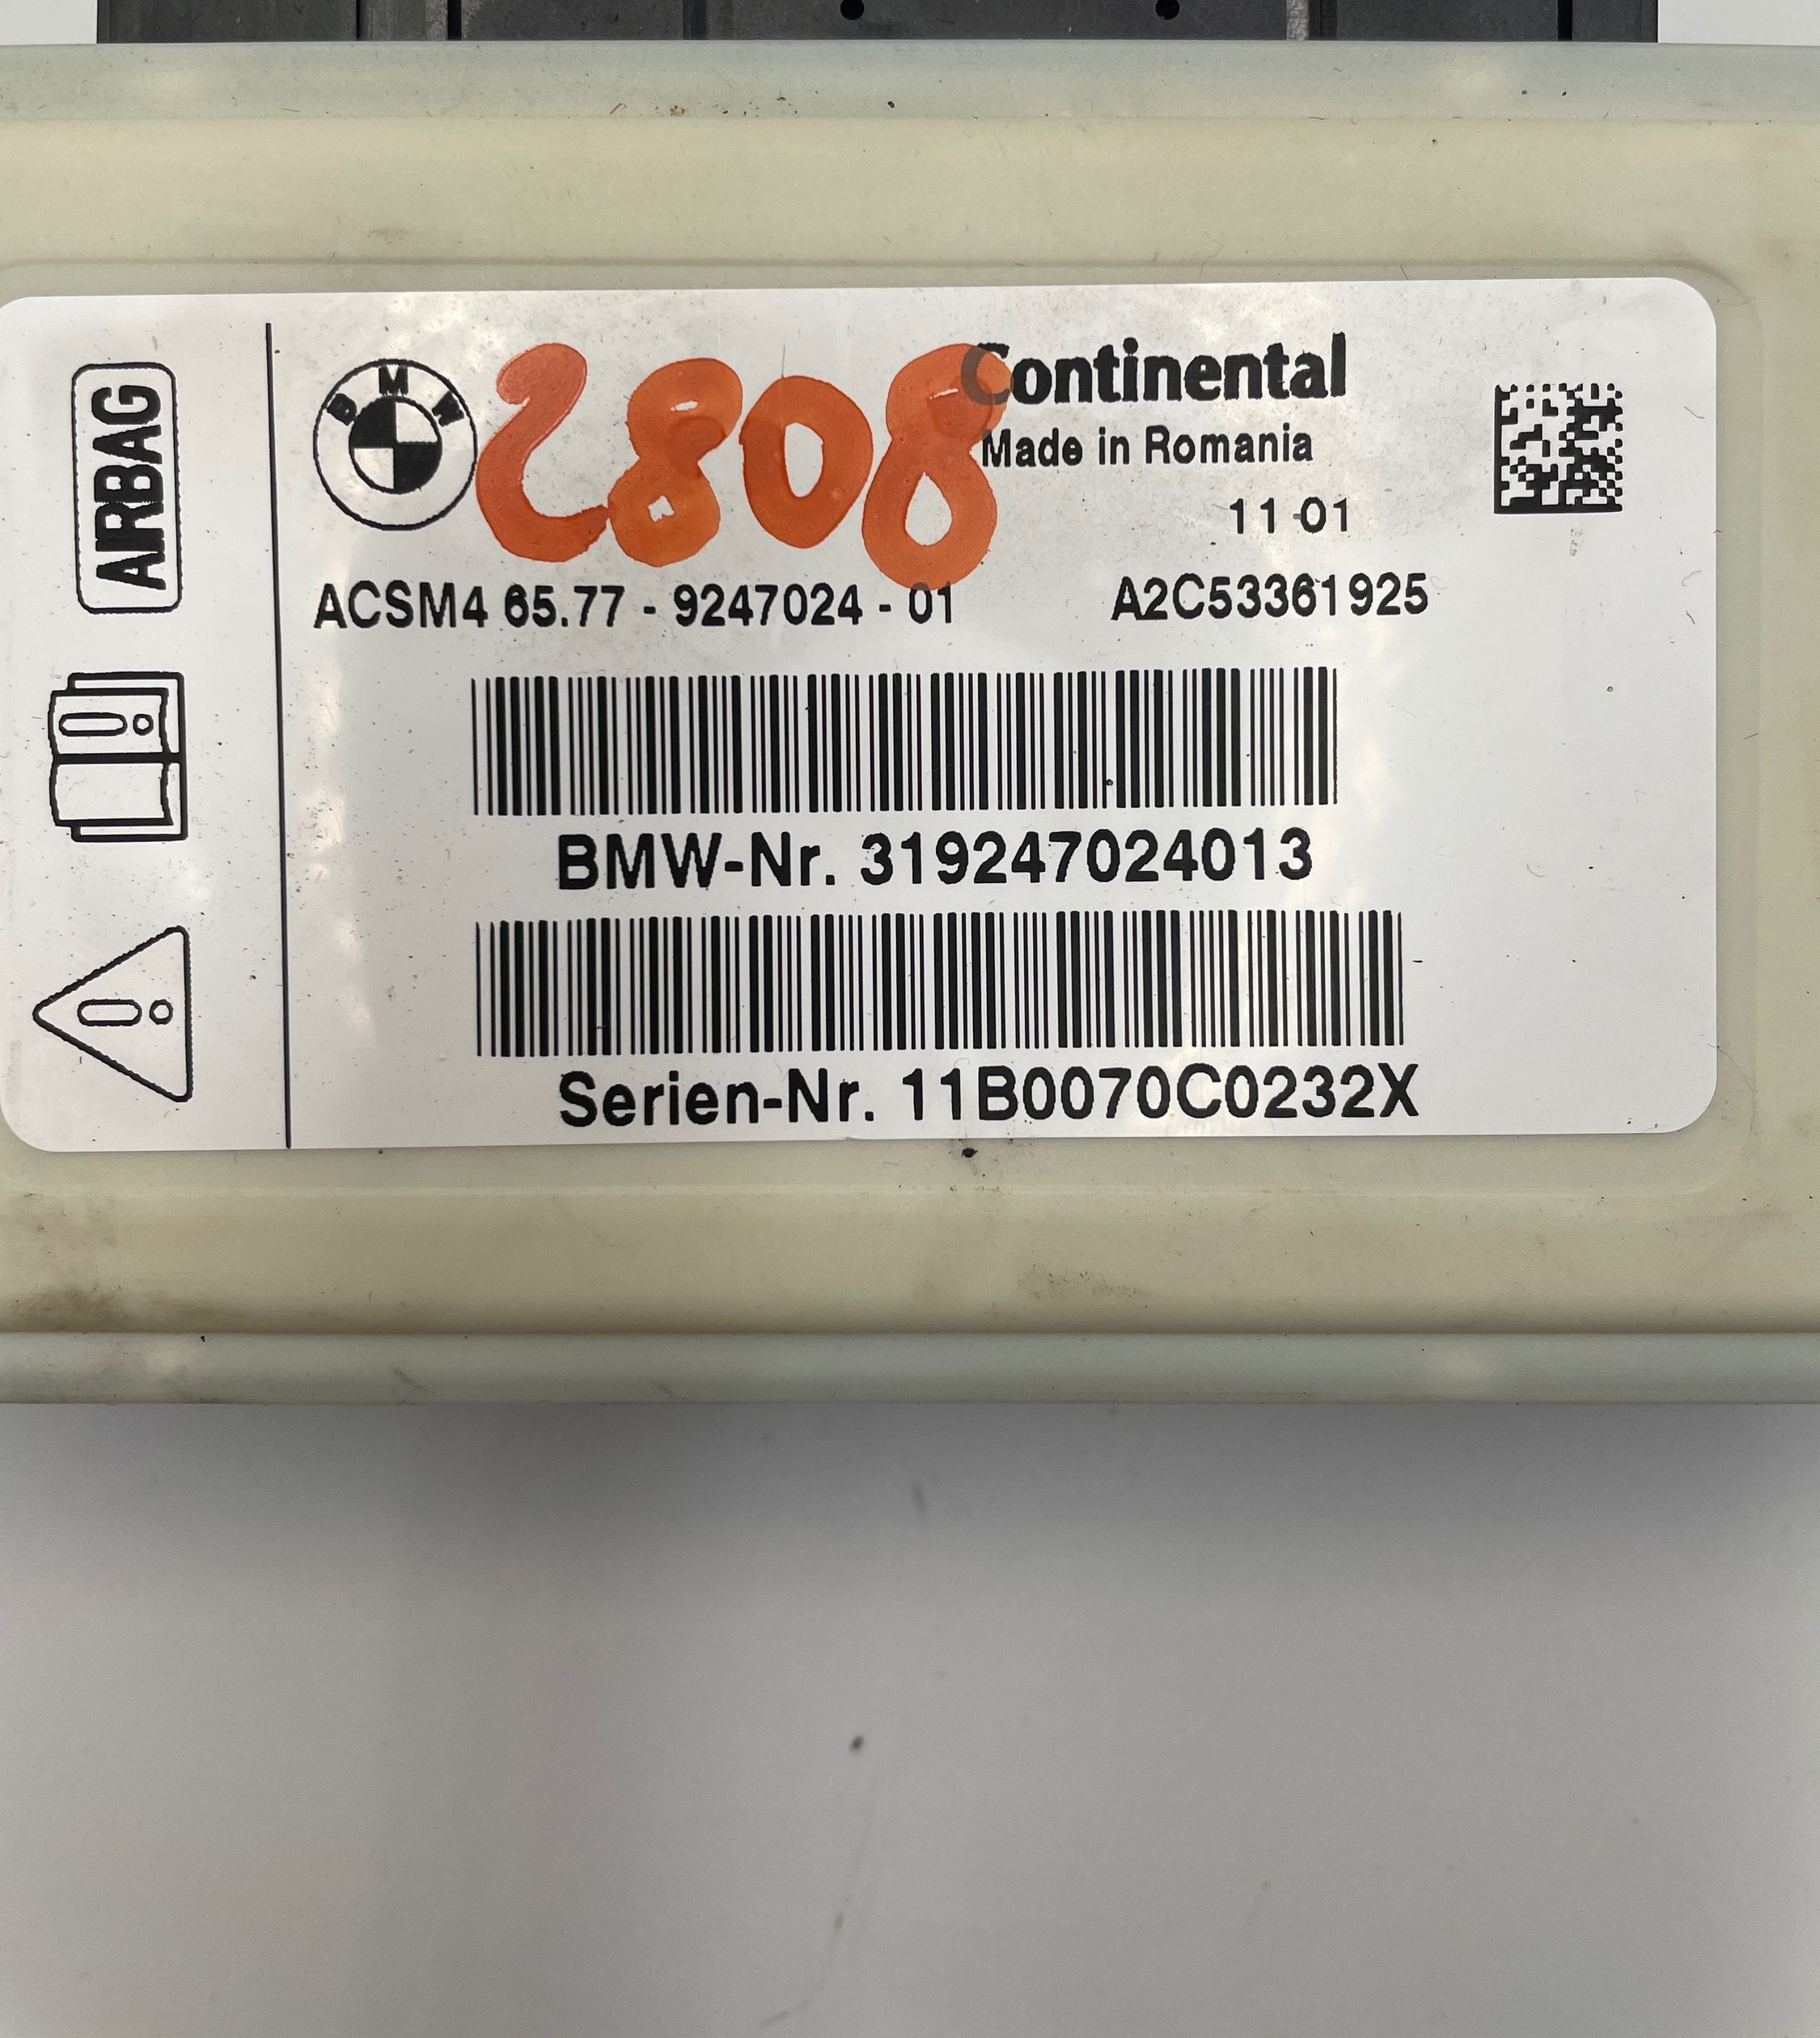 AIRBAG
BMW
2808
Continental
Made in Romania
11 01
ACSM4 65.77 - 9247024 - 01 A2C53361925
BMW-Nr. 319247024013
Serien-Nr. 11B0070C0232X